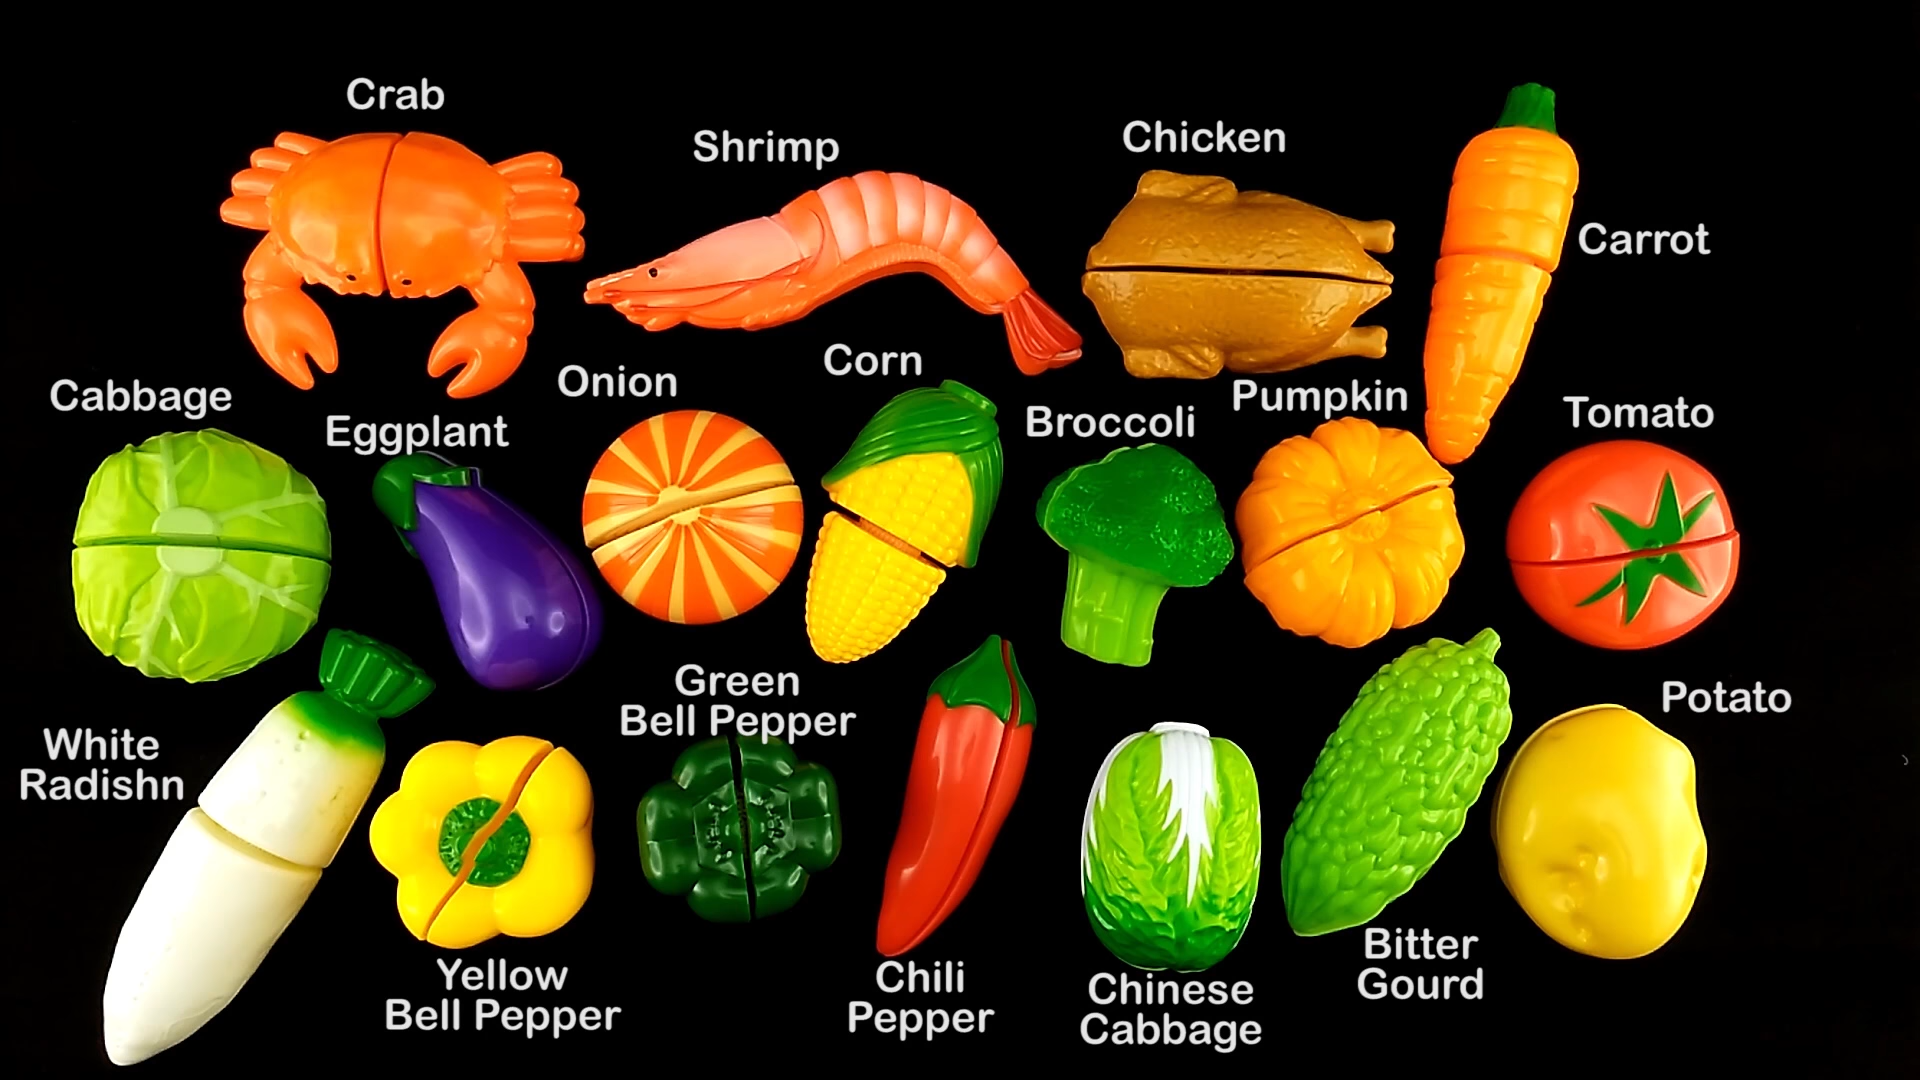 Crab
Shrimp
Chicken
Carrot
Cabbage
Eggplant
Onion
Corn
Broccoli
Pumpkin
Tomato
White
Radishn
Yellow
Bell Pepper
Green
Bell Pepper
Chili
Pepper
Chinese
Cabbage
Bitter
Gourd
Potato